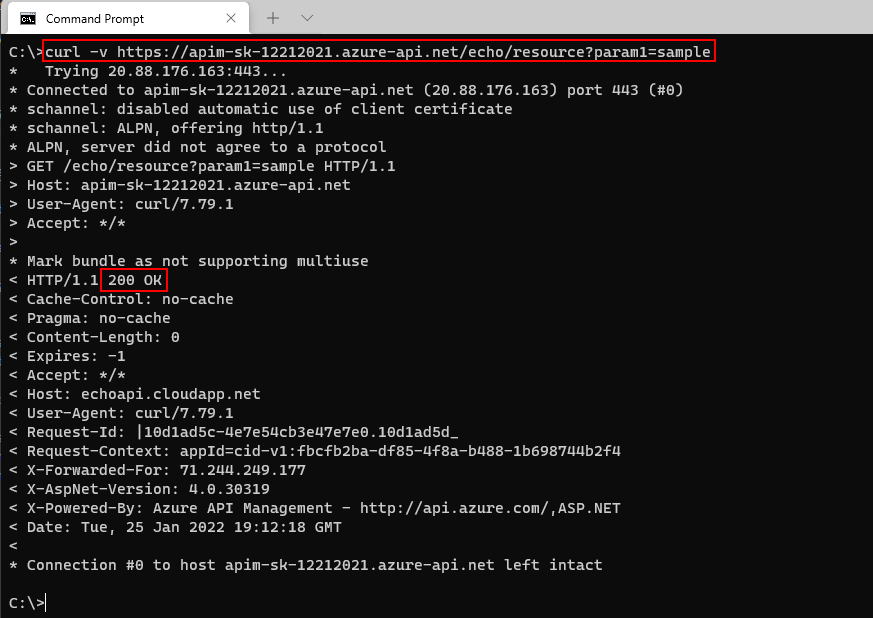 Command Prompt
C:\>curl -v https://apim-sk-12212021.azure-api.net/echo/resource?param1=sample
*   Trying 20.88.176.163:443...
* Connected to apim-sk-12212021.azure-api.net (20.88.176.163) port 443 (#0)
* schannel: disabled automatic use of client certificate
* schannel: ALPN, offering http/1.1
* ALPN, server did not agree to a protocol
> GET /echo/resource?param1=sample HTTP/1.1
> Host: apim-sk-12212021.azure-api.net
> User-Agent: curl/7.79.1
> Accept: */*
>
* Mark bundle as not supporting multiuse
< HTTP/1.1 200 OK
< Cache-Control: no-cache
< Pragma: no-cache
< Content-Length: 0
< Expires: -1
< Accept: */*
< Host: echoapi.cloudapp.net
< User-Agent: curl/7.79.1
< Request-Id: |10d1ad5c-4e7e54cb3e47e7e0.10d1ad5d_
< Request-Context: appId=cid-v1:fbcfb2ba-df85-4f8a-b488-1b698744b2f4
< X-Forwarded-For: 71.244.249.177
< X-AspNet-Version: 4.0.30319
< X-Powered-By: Azure API Management - http://api.azure.com/,ASP.NET
< Date: Tue, 25 Jan 2022 19:12:18 GMT
<
* Connection #0 to host apim-sk-12212021.azure-api.net left intact
C:\>